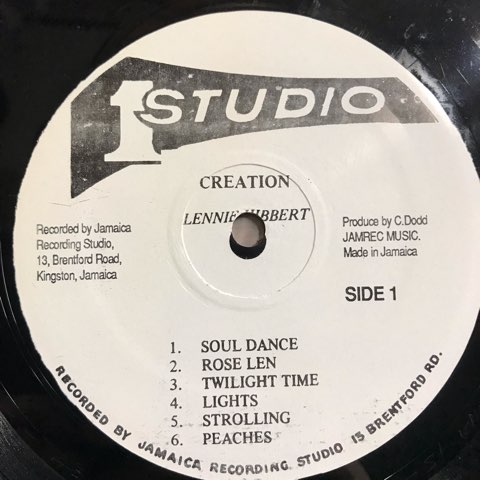 1 STUDIO
CREATION
LENNIE HIBBERT
Recorded by Jamaica
Recording Studio,
13, Brentford Road,
Kingston, Jamaica
Produce by C.Dodd
JAMREC MUSIC.
Made in Jamaica
SIDE 1
1. SOUL DANCE
2. ROSE LEN
3. TWILIGHT TIME
4. LIGHTS
5. STROLLING
6. PEACHES
RECORDED BY JAMAICA RECORDING. STUDIO 13 BRENTFORD RD.